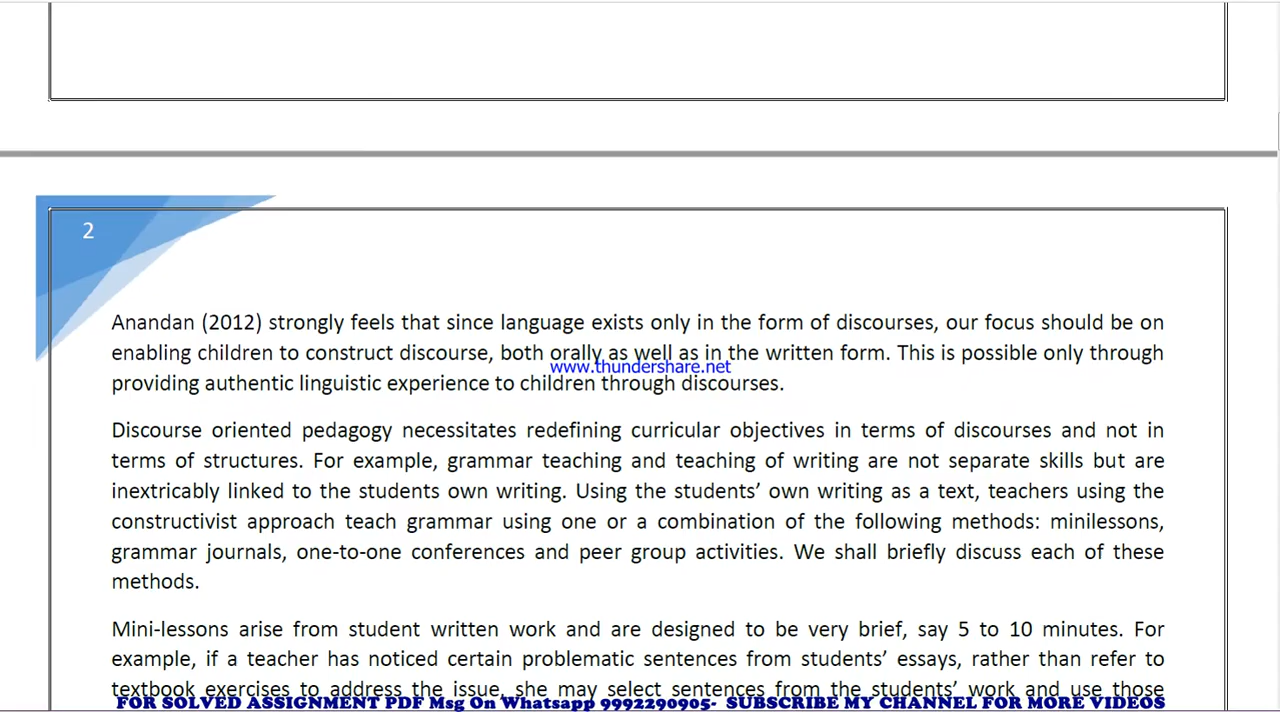 2
Anandan (2012) strongly feels that since language exists only in the form of discourses, our focus should be on
enabling children to construct discourse, both orally as well as in the written form. This is possible only through
www.thundershare.net
providing authentic linguistic experience to children through discourses.
Discourse oriented pedagogy necessitates redefining curricular objectives in terms of discourses and not in
terms of structures. For example, grammar teaching and teaching of writing are not separate skills but are
inextricably linked to the students own writing. Using the students’ own writing as a text, teachers using the
constructivist approach teach grammar using one or a combination of the following methods: minilessons,
grammar journals, one-to-one conferences and peer group activities. We shall briefly discuss each of these
methods.
Mini-lessons arise from student written work and are designed to be very brief, say 5 to 10 minutes. For
example, if a teacher has noticed certain problematic sentences from students’ essays, rather than refer to
textbook exercises to address the issue, she may select sentences from the students’ work and use those
FOR SOLVED ASSIGNMENT PDF Msg On Whatsapp 9992290905- SUBSCRIBE MY CHANNEL FOR MORE VIDEOS